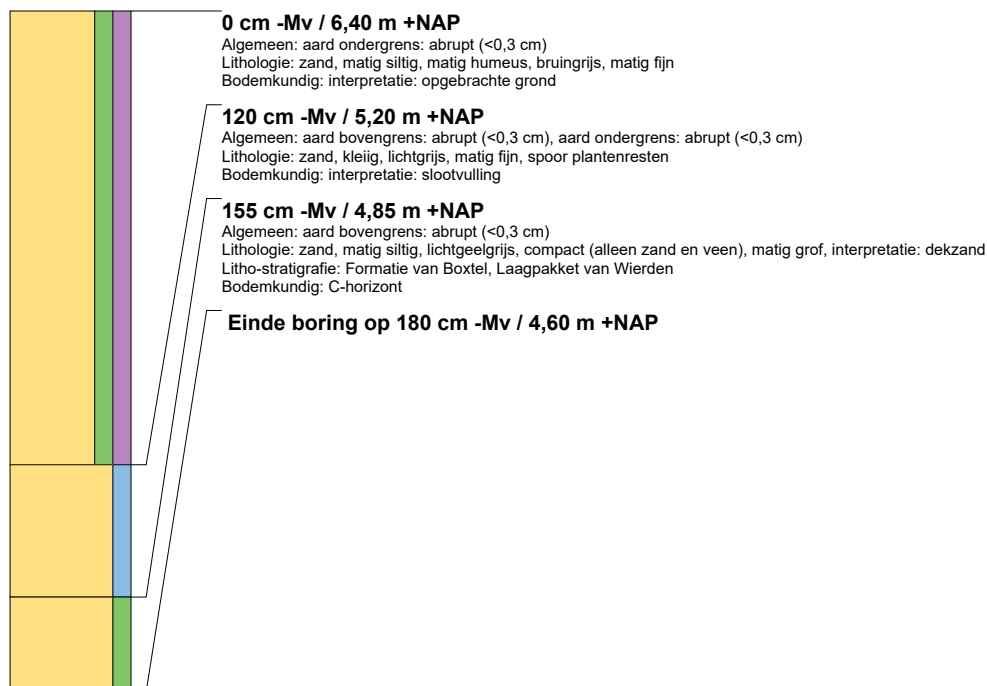 0 cm -Mv / 6,40 m +NAP
Algemeen: aard ondergrens: abrupt (<0,3 cm)
Lithologie: zand, matig siltig, matig humeus, bruingrijs, matig fijn
Bodemkundig: interpretatie: opgebrachte grond
120 cm -Mv / 5,20 m +NAP
Algemeen: aard bovengrens: abrupt (<0,3 cm), aard ondergrens: abrupt (<0,3 cm)
Lithologie: zand, kleiig, lichtgrijs, matig fijn, spoor plantenresten
Bodemkundig: interpretatie: slootvulling
155 cm -Mv / 4,85 m +NAP
Algemeen: aard bovengrens: abrupt (<0,3 cm)
Lithologie: zand, matig siltig, lichtgeelgrijs, compact (alleen zand en veen), matig grof, interpretatie: dekzand
Litho-stratigrafie: Formatie van Boxtel, Laagpakket van Wierden
Bodemkundig: C-horizont
Einde boring op 180 cm -Mv / 4,60 m +NAP